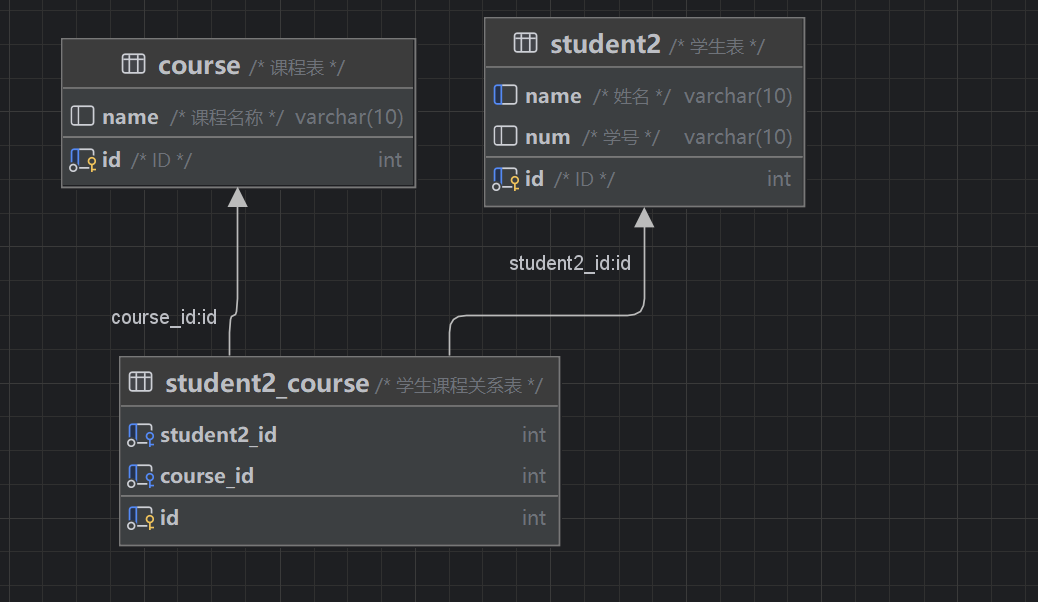 course /* 课程表 */
name /* 课程名称 */ varchar(10)
id /* ID */ int
student2 /* 学生表 */
name /* 姓名 */ varchar(10)
num /* 学号 */ varchar(10)
id /* ID */ int
student2_id:id
course_id:id
student2_course /* 学生课程关系表 */
student2_id int
course_id int
id int